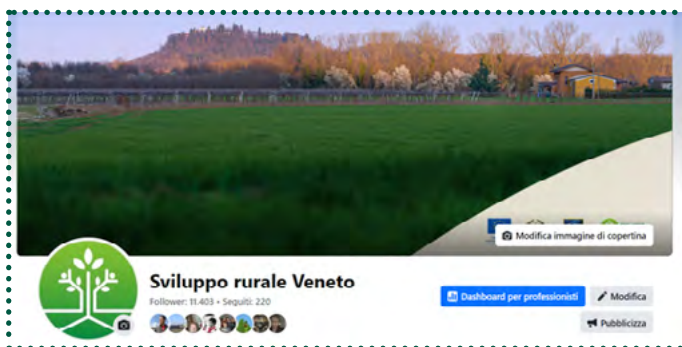 Modifica immagine di copertina
Sviluppo rurale Veneto
Follower: 11.403 • Seguiti: 220
Dashboard per professionisti
Modifica
Pubblicizza